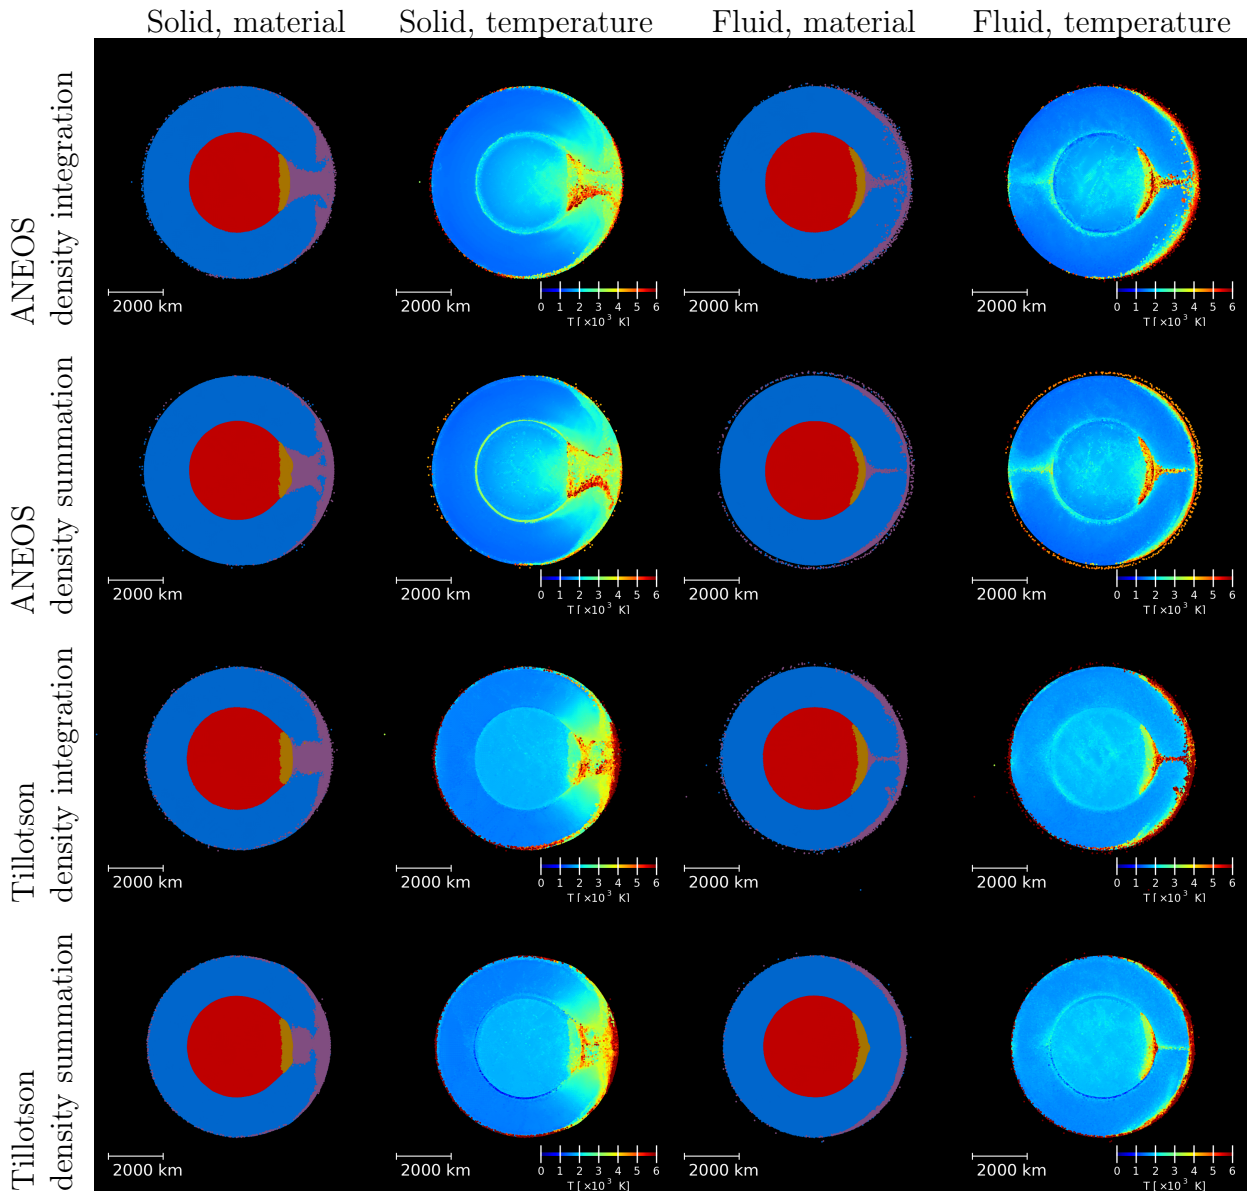 Solid, material
Solid, temperature
Fluid, material
Fluid, temperature
ANEOS
density integration
2000 km
2000 km
0 1 2 3 4 5 6
T [×10³ K]
2000 km
2000 km
0 1 2 3 4 5 6
T [×10³ K]
ANEOS
density summation
2000 km
2000 km
0 1 2 3 4 5 6
T [×10³ K]
2000 km
2000 km
0 1 2 3 4 5 6
T [×10³ K]
Tillotson
density integration
2000 km
2000 km
0 1 2 3 4 5 6
T [×10³ K]
2000 km
2000 km
0 1 2 3 4 5 6
T [×10³ K]
Tillotson
density summation
2000 km
2000 km
0 1 2 3 4 5 6
T [×10³ K]
2000 km
2000 km
0 1 2 3 4 5 6
T [×10³ K]